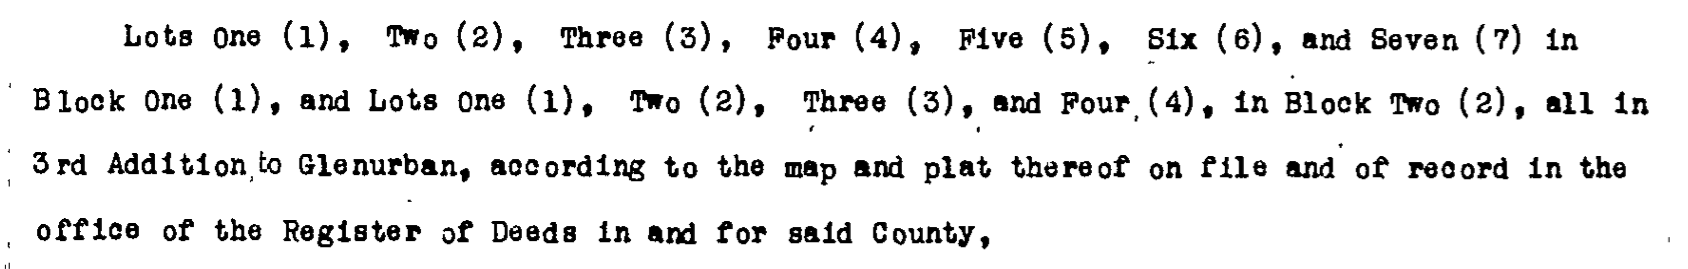 Lots One (1), Two (2), Three (3), Four (4), Five (5), Six (6), and Seven (7) in
Block One (1), and Lots One (1), Two (2), Three (3), and Four (4), in Block Two (2), all in
3rd Addition to Glenurban, according to the map and plat thereof on file and of record in the
office of the Register of Deeds in and for said County,